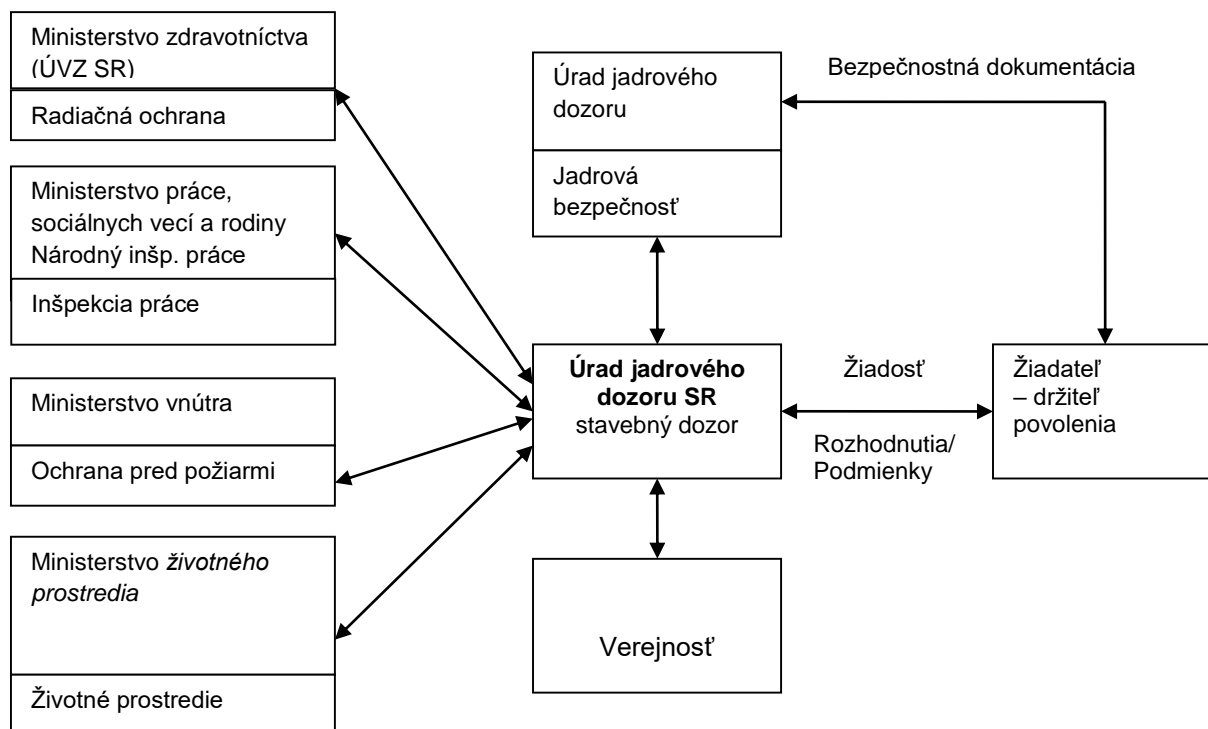 Ministerstvo zdravotníctva
(ÚVZ SR)
Radiačná ochrana
Ministerstvo práce,
sociálnych vecí a rodiny
Národný inšp. práce
Inšpekcia práce
Ministerstvo vnútra
Ochrana pred požiarmi
Ministerstvo životného
prostredia
Životné prostredie
Úrad jadrového
dozoru
Jadrová
bezpečnosť
Bezpečnostná dokumentácia
Úrad jadrového
dozoru SR
stavebný dozor
Žiadosť
Rozhodnutia/
Podmienky
Žiadateľ
– držiteľ
povolenia
Verejnosť